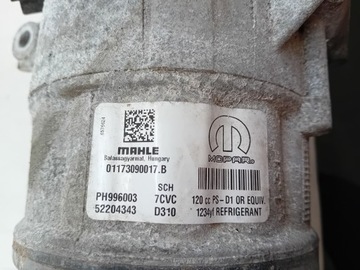 MAHLE
Balassagyarmat, Hungary
01173090017.B
SCH
PH996003 7CVC
52204343 D310
MOPAR
120 cc PS-D1 OR EQUIV.
1234yf REFRIGERANT